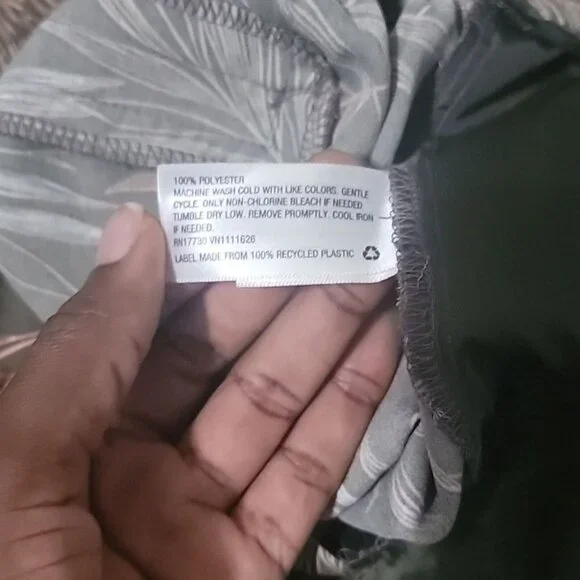 100% POLYESTER
MACHINE WASH COLD WITH LIKE COLORS. GENTLE
CYCLE. ONLY NON-CHLORINE BLEACH IF NEEDED
TUMBLE DRY LOW. REMOVE PROMPTLY. COOL IRON
IF NEEDED.
RN17730 VN1111626
LABEL MADE FROM 100% RECYCLED PLASTIC